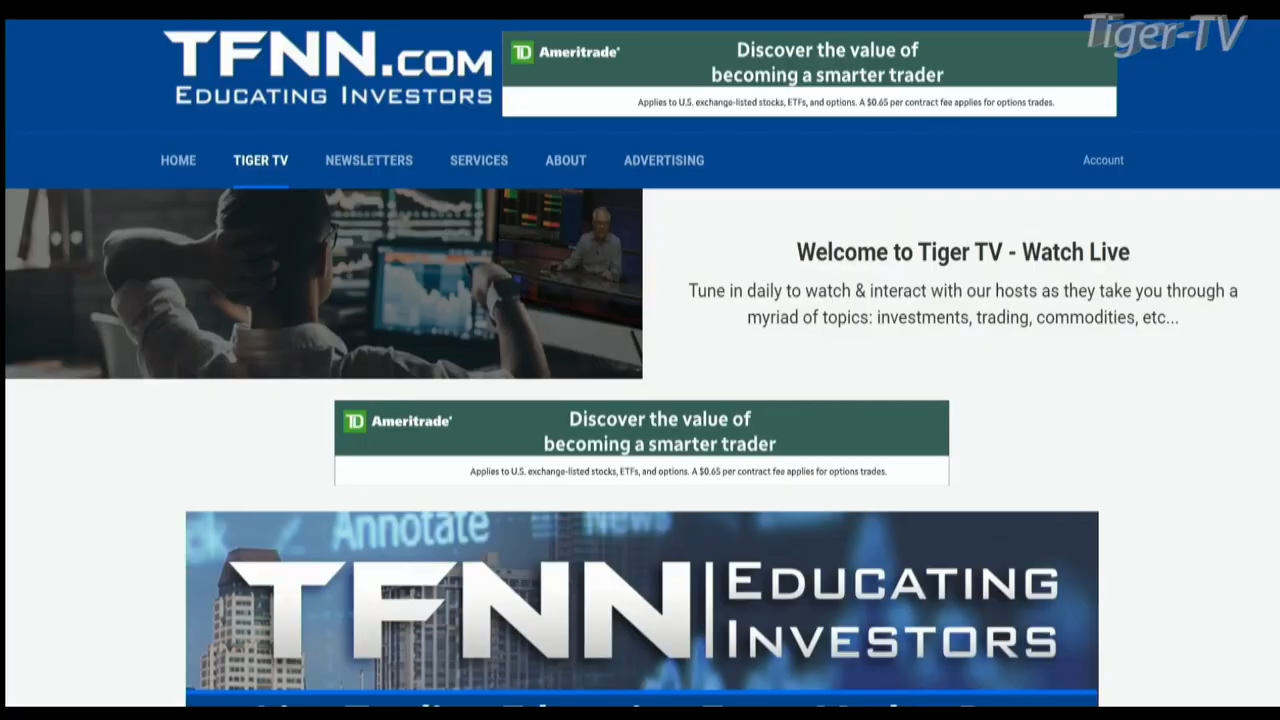 Tiger-TV
TFNN.COM
EDUCATING INVESTORS
TD Ameritrade
Discover the value of
becoming a smarter trader
Applies to U.S. exchange-listed stocks, ETFs, and options. A $0.65 per contract fee applies for options trades.
HOME TIGER TV NEWSLETTERS SERVICES ABOUT ADVERTISING Account
Welcome to Tiger TV - Watch Live
Tune in daily to watch & interact with our hosts as they take you through a
myriad of topics: investments, trading, commodities, etc...
TD Ameritrade
Discover the value of
becoming a smarter trader
Applies to U.S. exchange-listed stocks, ETFs, and options. A $0.65 per contract fee applies for options trades.
Annotate News
TFNN EDUCATING
INVESTORS